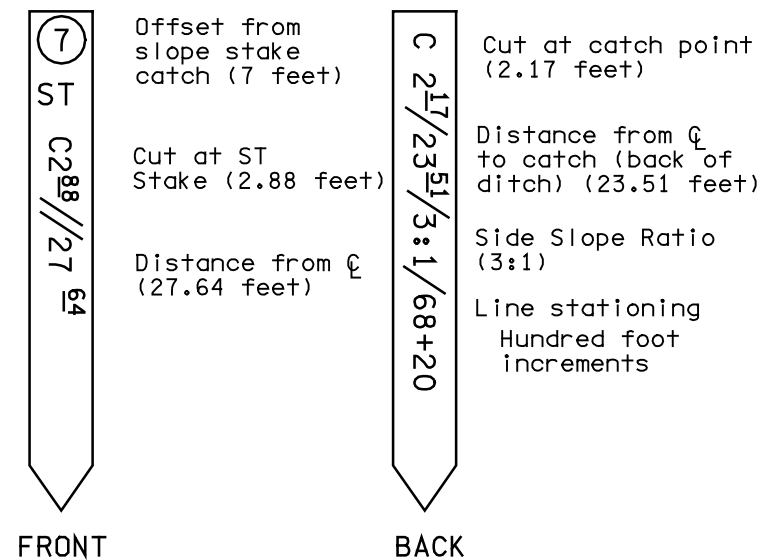 7
ST
C2 88//27 64
Offset from
slope stake
catch (7 feet)
Cut at ST
Stake (2.88 feet)
Distance from ℄
(27.64 feet)
FRONT
C 2 17/23 51/3:1/68+20
Cut at catch point
(2.17 feet)
Distance from ℄
to catch (back of
ditch) (23.51 feet)
Side Slope Ratio
(3:1)
Line stationing
Hundred foot
increments
BACK